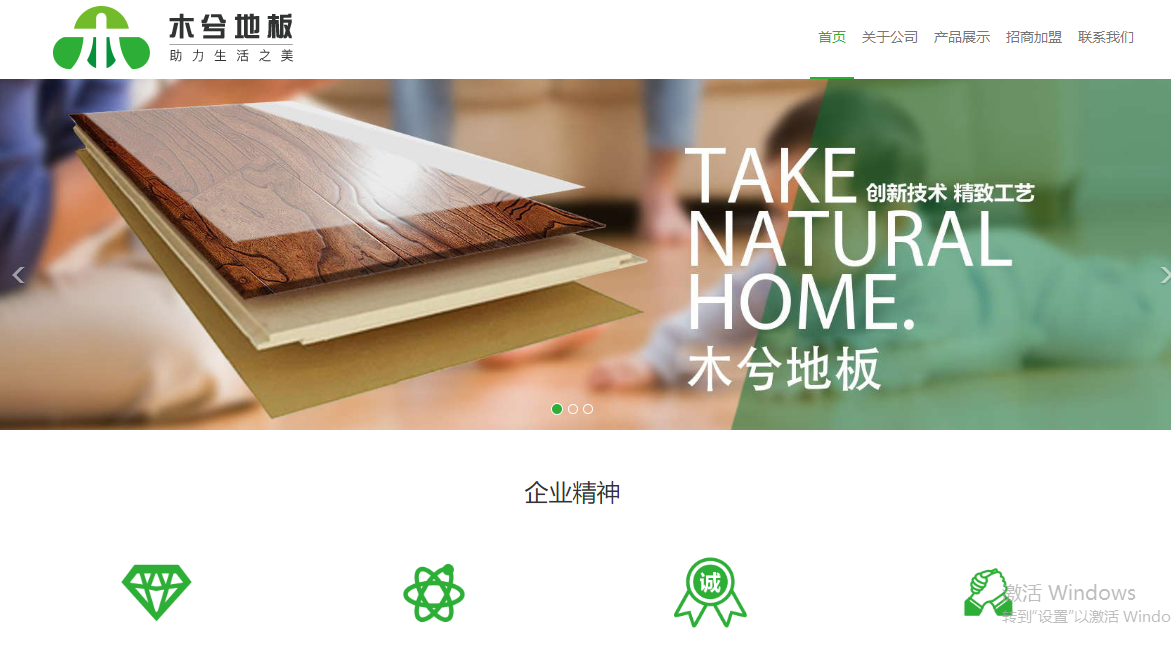 木兮地板
助力生活之美
首页 关于公司 产品展示 招商加盟 联系我们
TAKE 创新技术 精致工艺
NATURAL
HOME.
木兮地板
企业精神
诚
激活 Windows
转到"设置"以激活 Windo